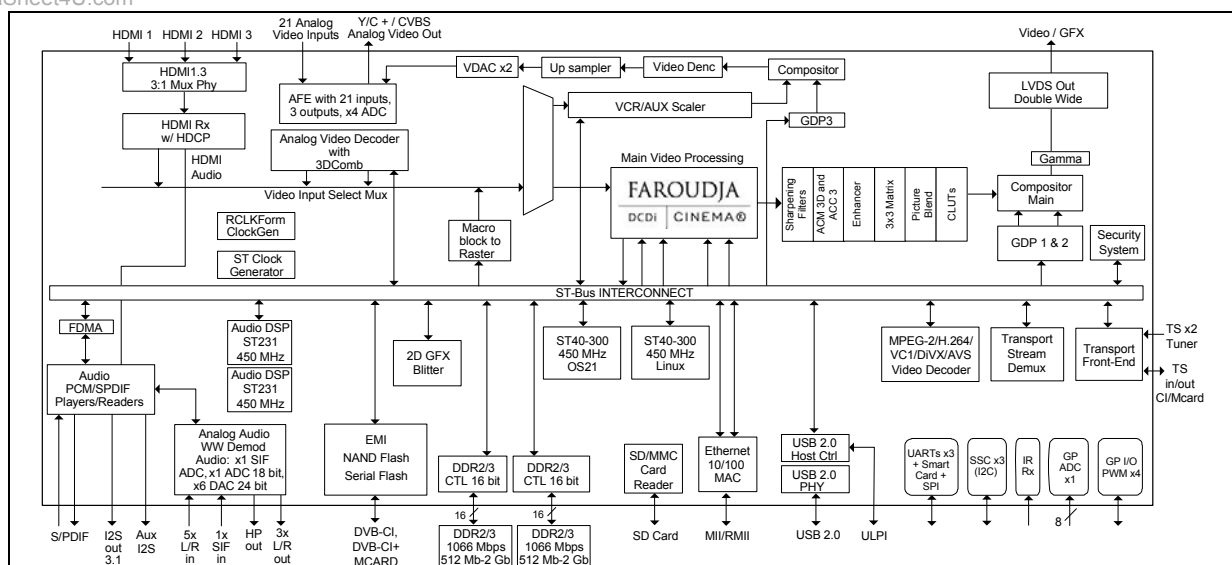 HDMI 1 HDMI 2 HDMI 3
21 Analog
Video Inputs
Y/C + / CVBS
Analog Video Out
Video / GFX
HDMI1.3
3:1 Mux Phy
AFE with 21 inputs,
3 outputs, x4 ADC
VDAC x2
Up sampler
Video Denc
Compositor
LVDS Out
Double Wide
VCR/AUX Scaler
GDP3
HDMI Rx
w/ HDCP
HDMI
Audio
Analog Video Decoder
with
3DComb
Video Input Select Mux
Main Video Processing
FAROUDJA
DCDi CINEMA®
Sharpening
Filters
ACM 3D and
ACC 3
Enhancer
3x3 Matrix
Picture
Blend
CLUTs
Gamma
Compositor
Main
GDP 1 & 2
Security
System
RCLKForm
ClockGen
ST Clock
Generator
Macro
block to
Raster
ST-Bus INTERCONNECT
FDMA
Audio
PCM/SPDIF
Players/Readers
Audio DSP
ST231
450 MHz
Audio DSP
ST231
450 MHz
2D GFX
Blitter
ST40-300
450 MHz
OS21
ST40-300
450 MHz
Linux
MPEG-2/H.264/
VC1/DiVX/AVS
Video Decoder
Transport
Stream
Demux
Transport
Front-End
TS x2
Tuner
TS
in/out
CI/Mcard
Analog Audio
WW Demod
Audio: x1 SIF
ADC, x1 ADC 18 bit,
x6 DAC 24 bit
EMI
NAND Flash
Serial Flash
DDR2/3
CTL 16 bit
DDR2/3
CTL 16 bit
SD/MMC
Card
Reader
Ethernet
10/100
MAC
USB 2.0
Host Ctrl
USB 2.0
PHY
UARTs x3
+ Smart
Card +
SPI
SSC x3
(I2C)
IR
Rx
GP
ADC
x1
GP I/O
PWM x4
16
16
8
S/PDIF
I2S
out
3.1
Aux
I2S
5x
L/R
in
1x
SIF
in
HP
out
3x
L/R
out
DVB-CI,
DVB-CI+
MCARD
DDR2/3
1066 Mbps
512 Mb-2 Gb
DDR2/3
1066 Mbps
512 Mb-2 Gb
SD Card
MII/RMII
USB 2.0
ULPI